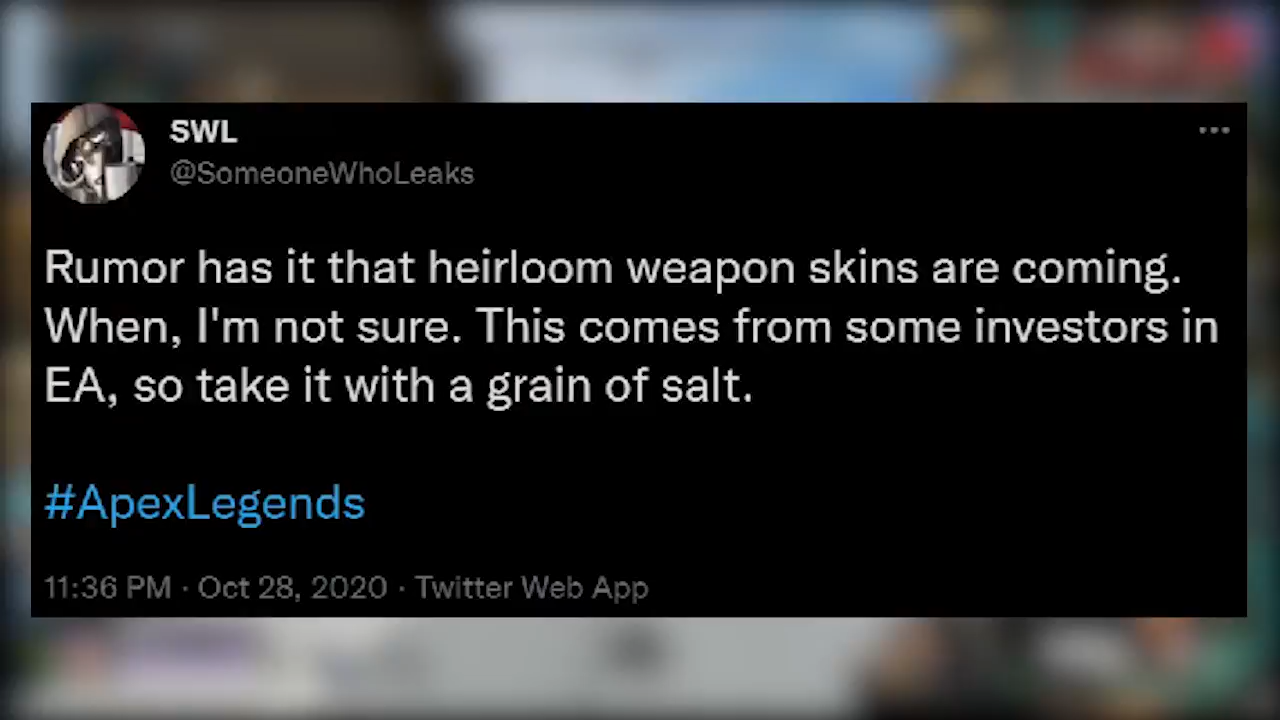 SWL
@SomeoneWhoLeaks
Rumor has it that heirloom weapon skins are coming.
When, I'm not sure. This comes from some investors in
EA, so take it with a grain of salt.
#ApexLegends
11:36 PM · Oct 28, 2020 · Twitter Web App